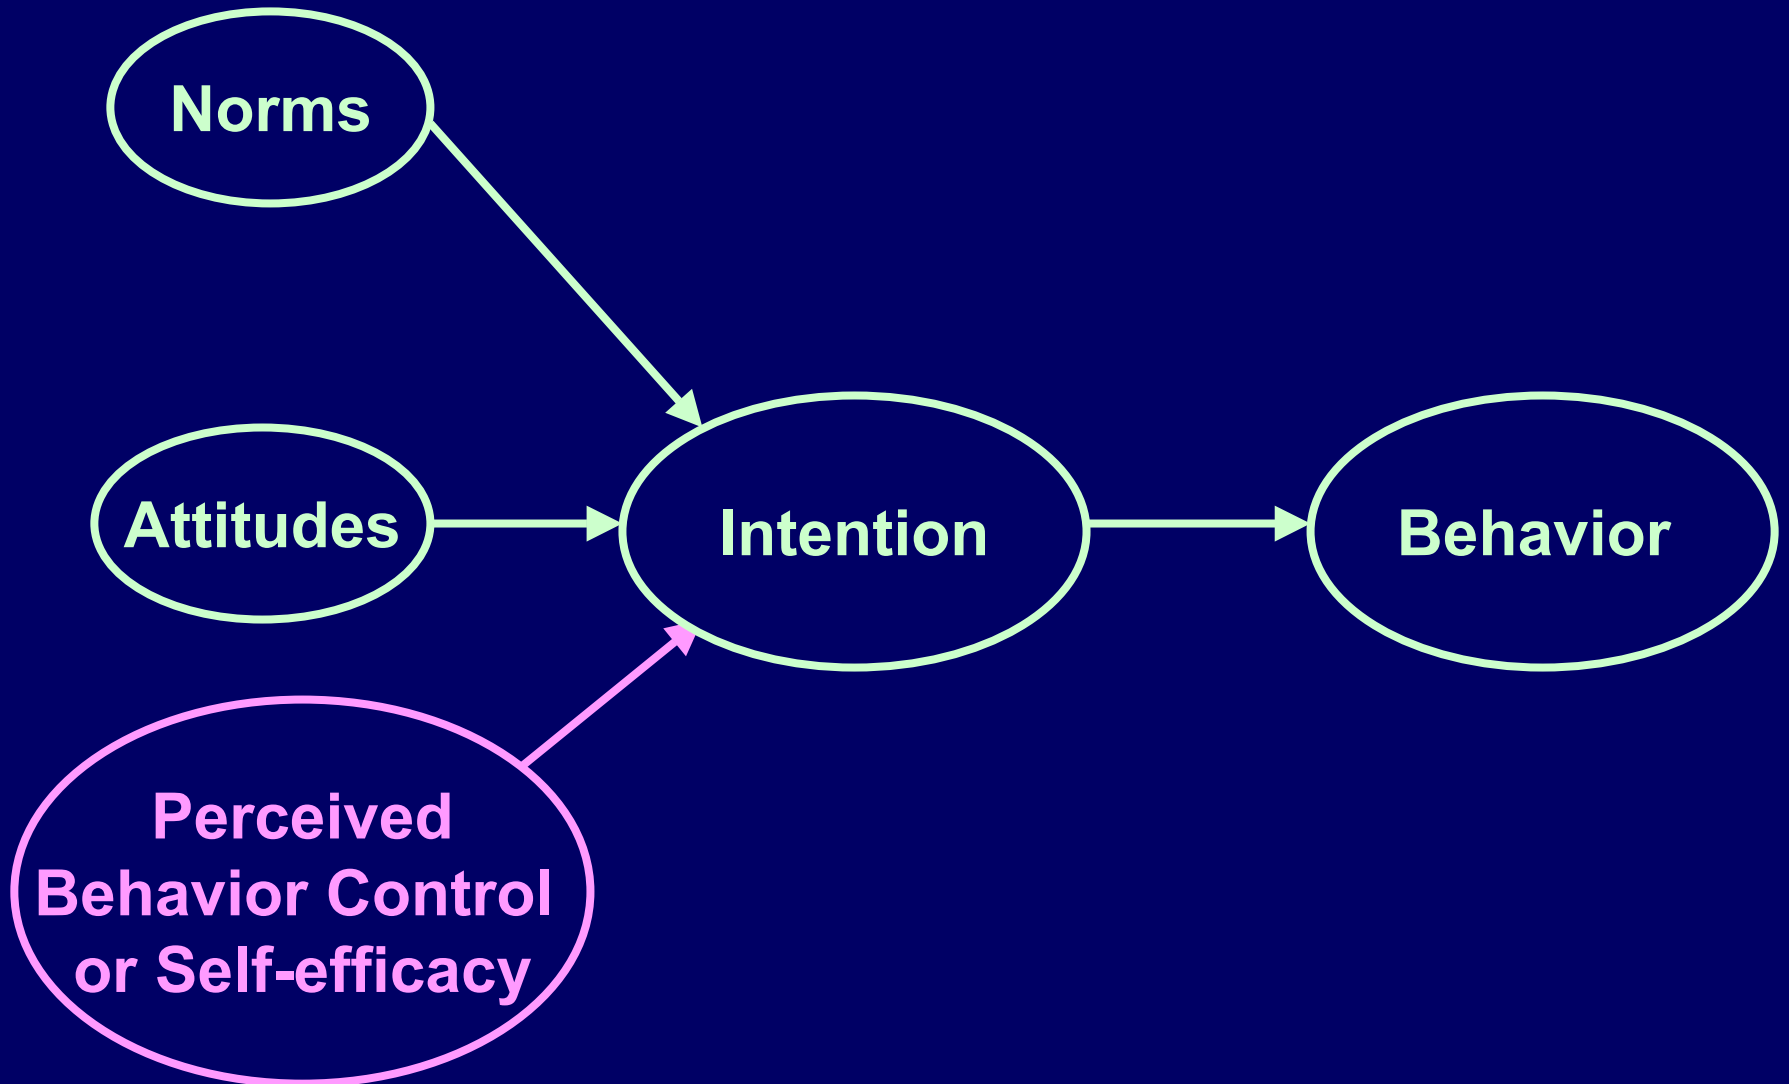 Norms
Attitudes
Intention
Behavior
Perceived
Behavior Control
or Self-efficacy